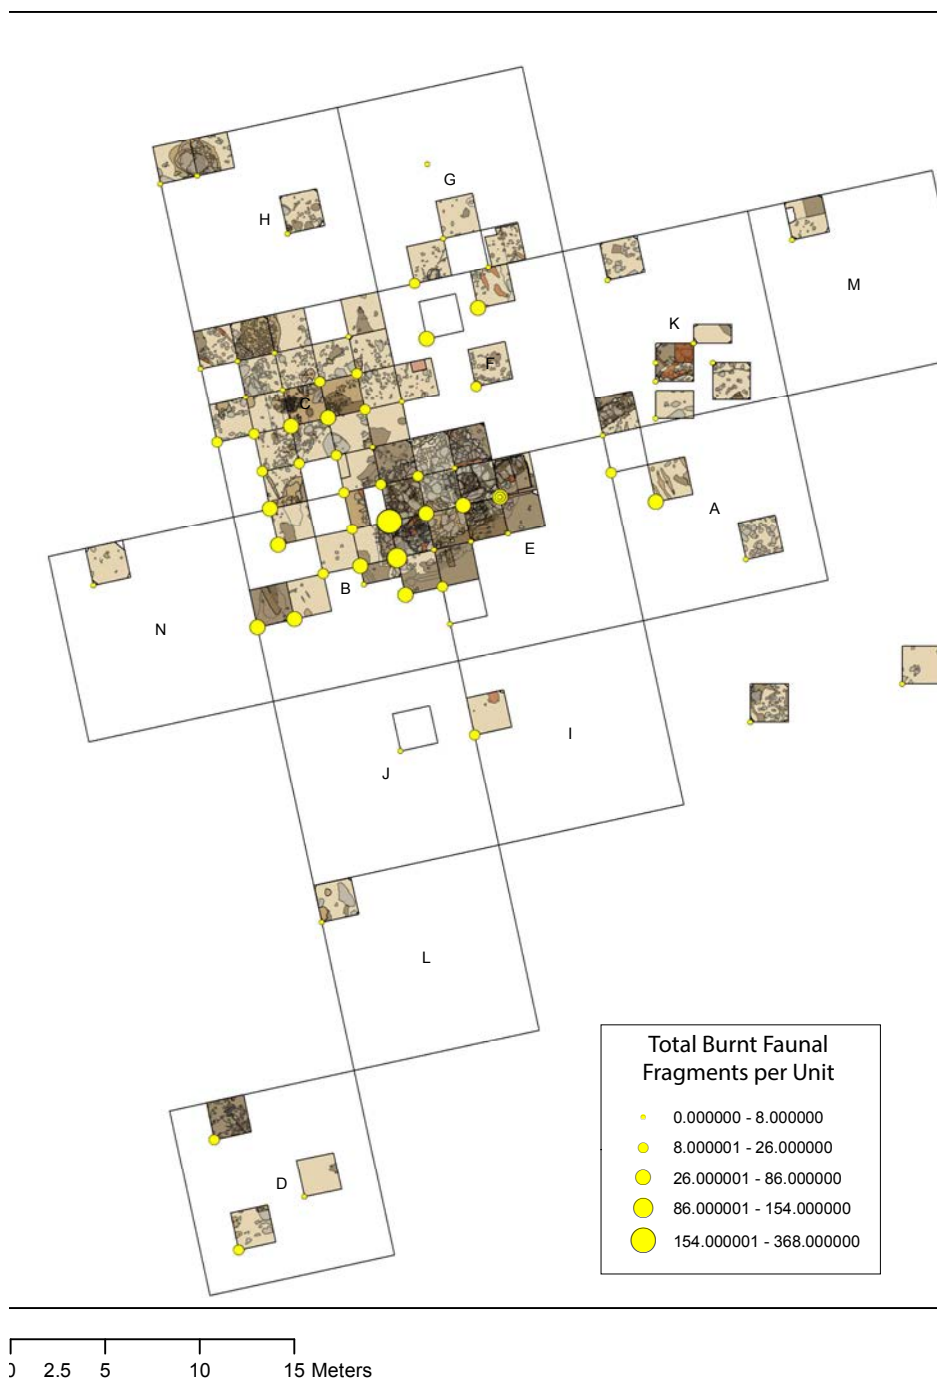 G
H
M
K
F
C
A
E
B
N
I
J
L
D
Total Burnt Faunal
Fragments per Unit
0.000000 - 8.000000
8.000001 - 26.000000
26.000001 - 86.000000
86.000001 - 154.000000
154.000001 - 368.000000
0 2.5 5 10 15 Meters